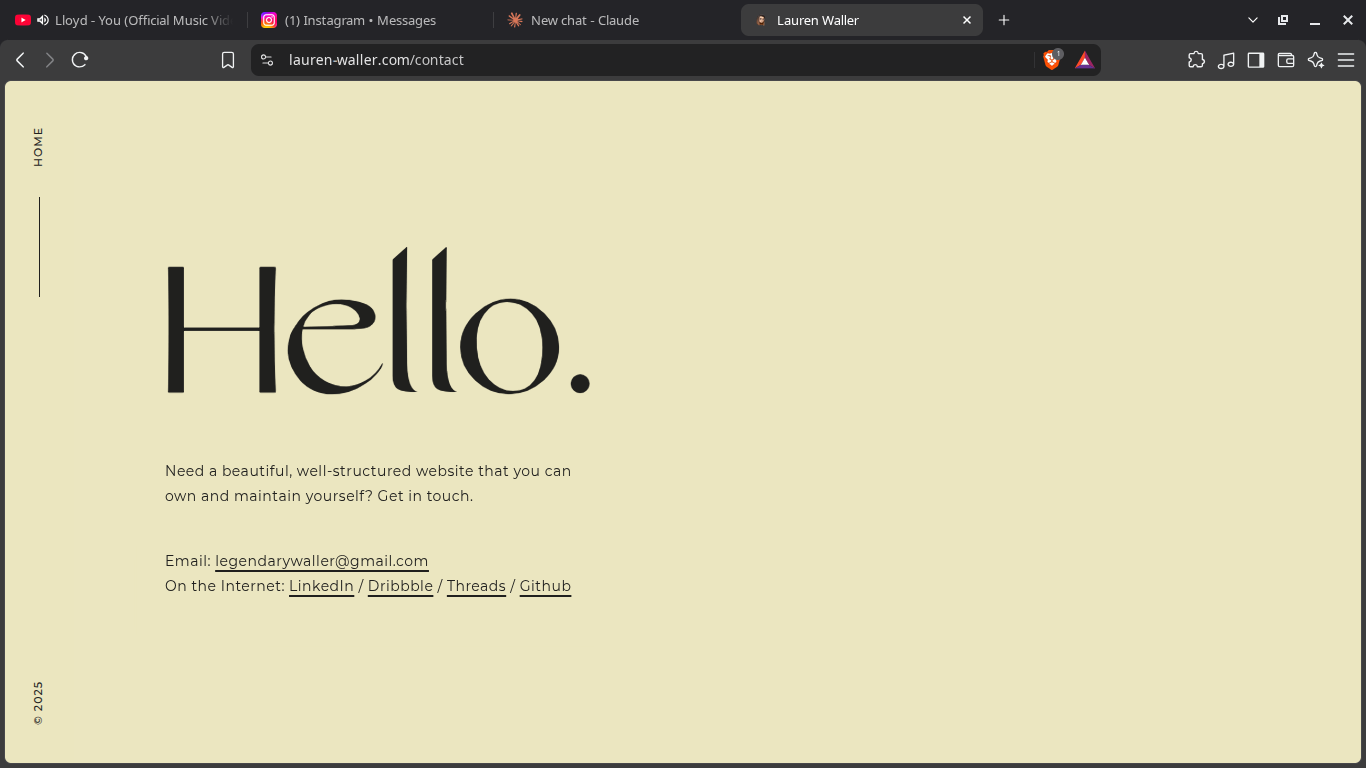 Lloyd - You (Official Music Vid
(1) Instagram • Messages
New chat - Claude
Lauren Waller
lauren-waller.com/contact
1
HOME
Hello.
Need a beautiful, well-structured website that you can
own and maintain yourself? Get in touch.
Email: legendarywaller@gmail.com
On the Internet: LinkedIn / Dribbble / Threads / Github
© 2025